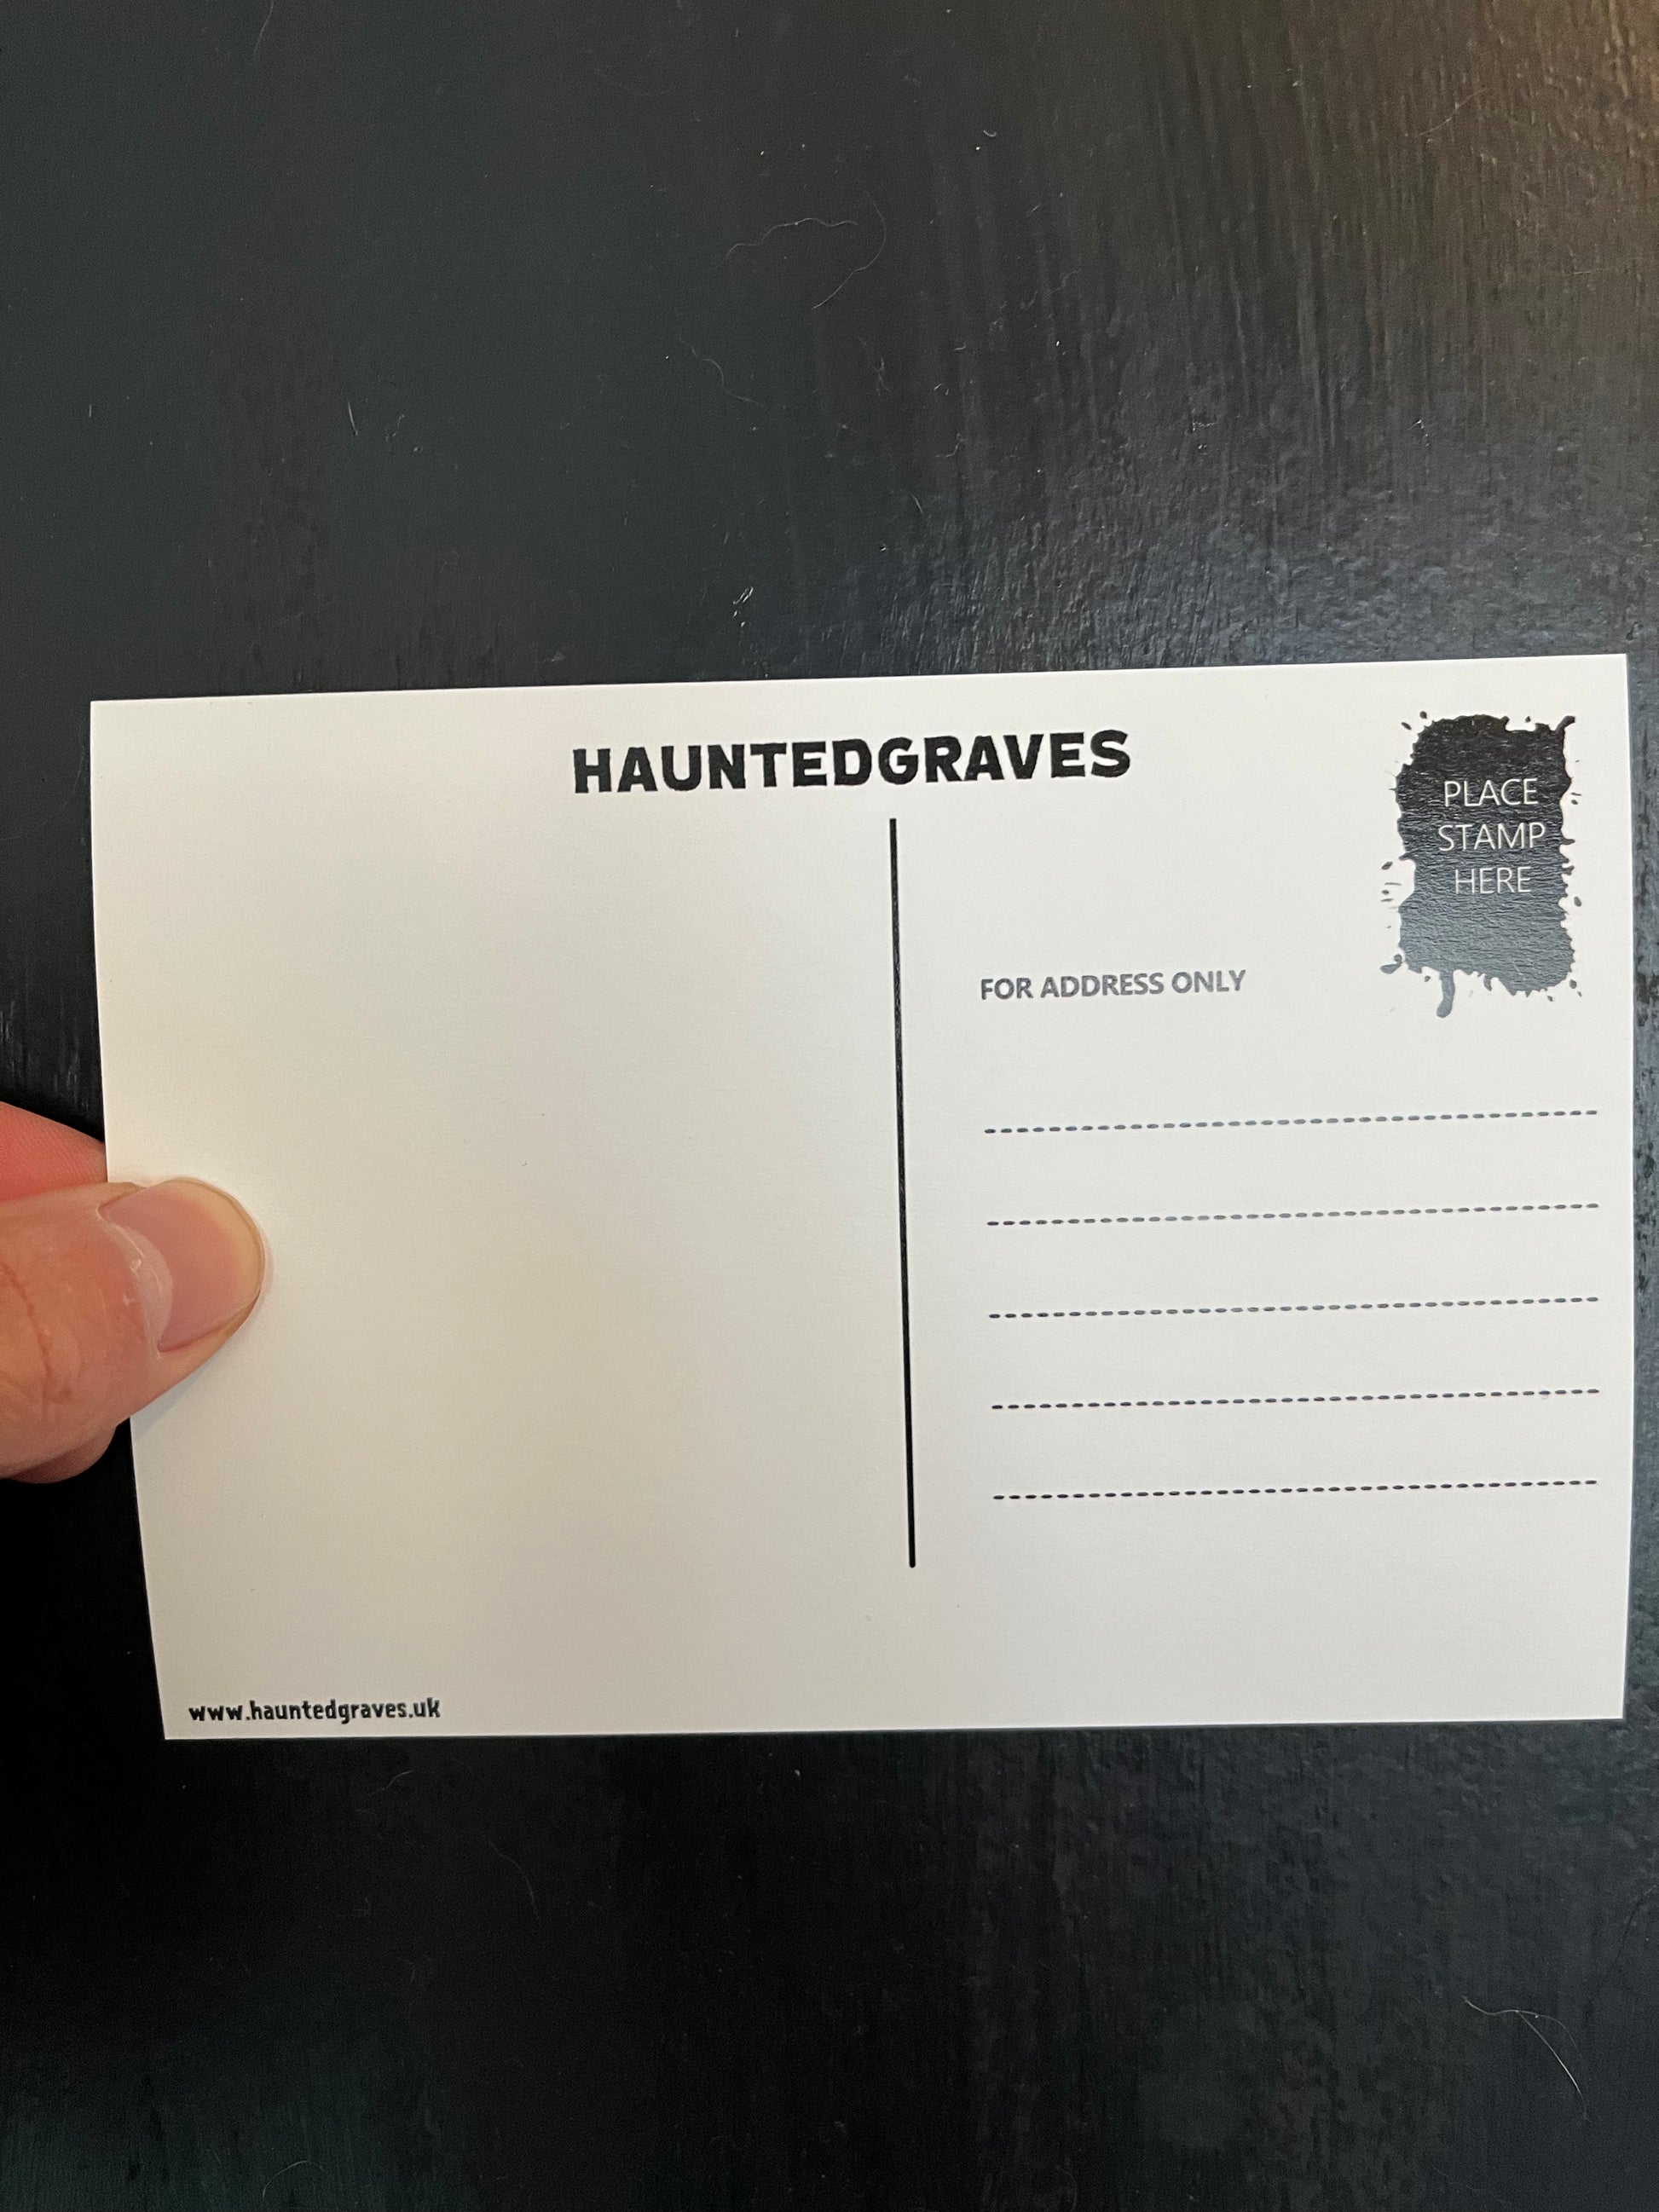 HAUNTEDGRAVES
PLACE
STAMP
HERE
FOR ADDRESS ONLY
www.hauntedgraves.uk